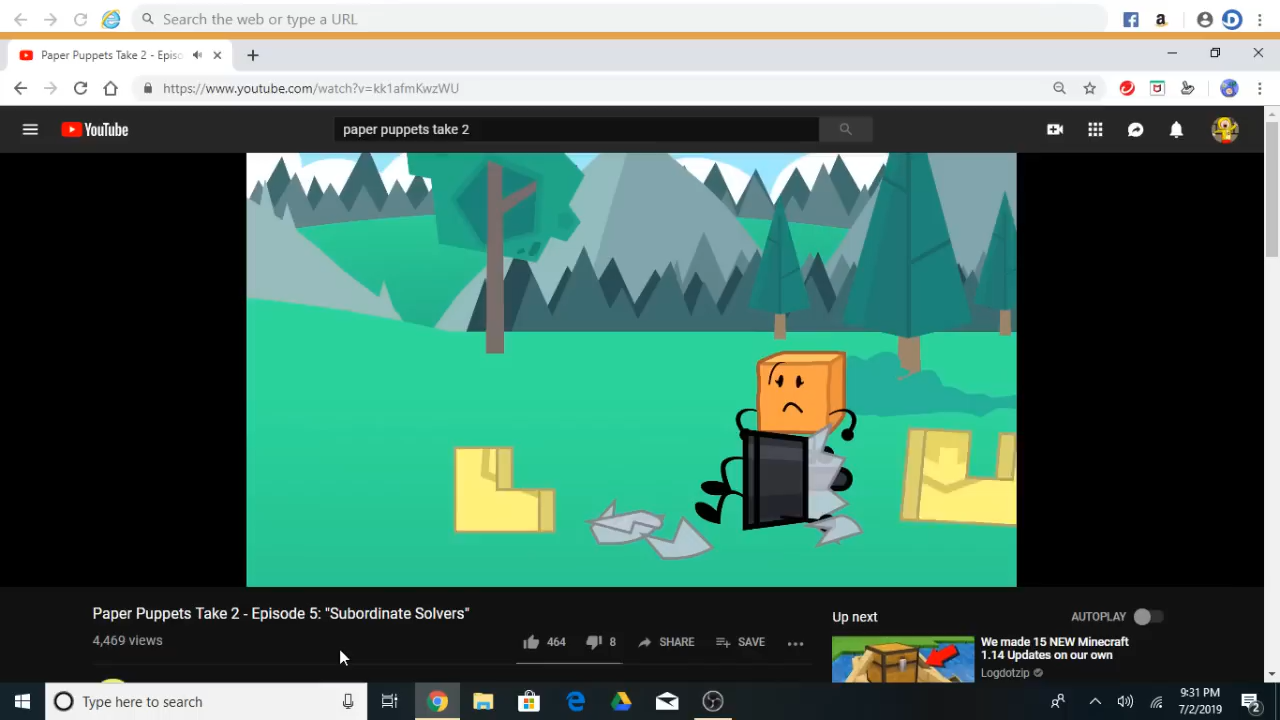 Search the web or type a URL
Paper Puppets Take 2 - Episo
https://www.youtube.com/watch?v=kk1afmKwzWU
YouTube
paper puppets take 2
Paper Puppets Take 2 - Episode 5: "Subordinate Solvers"
4,469 views
464
8
SHARE
SAVE
Up next
AUTOPLAY
We made 15 NEW Minecraft
1.14 Updates on our own
Logdotzip
Type here to search
9:31 PM
7/2/2019
2